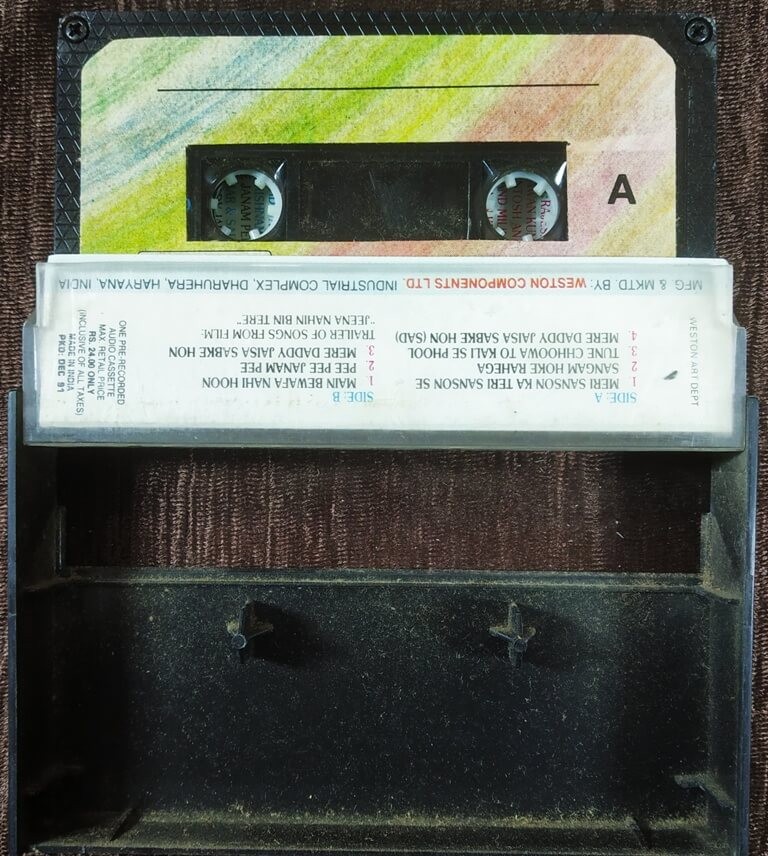 A
WESTON ART DEPT
SIDE: A
1 MERI SANSON KA TERI SANSON SE
2 SANGAM HOKE RAHEGA
3 TUNE CHHOOWA TO KALI SE PHOOL
4. MERE DADDY JAISA SABKE HON (SAD)
SIDE: B
1 MAIN BEWAFA NAHI HOON
2. PEE PEE PEE JANAM PEE
3. MERE DADDY JAISA SABKE HON
TRAILER OF SONGS FROM FILM:
"JEENA NAHIN BIN TERE"
ONE PRE-RECORDED
AUDIO CASSETTE
MAX. RETAIL PRICE
RS. 24.00 ONLY
(INCLUSIVE OF ALL TAXES)
MADE IN INDIA
PKD: DEC 91
MFG & MKTD. BY: WESTON COMPONENTS LTD. INDUSTRIAL COMPLEX, DHARUHERA, HARYANA, INDIA